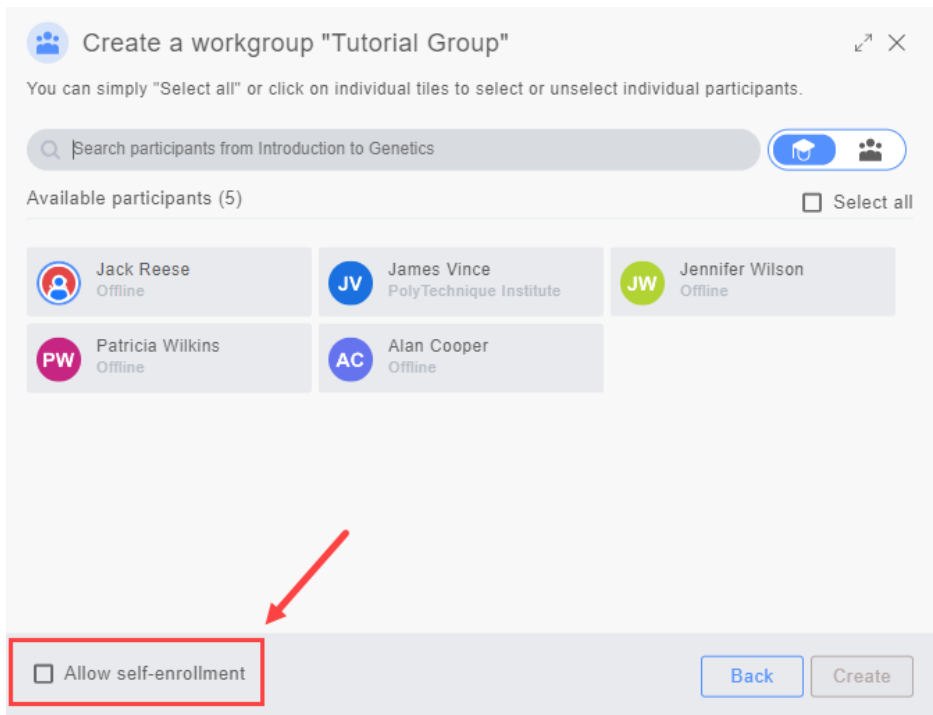 Create a workgroup "Tutorial Group"
You can simply "Select all" or click on individual tiles to select or unselect individual participants.
Search participants from Introduction to Genetics
Available participants (5)
Select all
Jack Reese
Offline
JV
James Vince
PolyTechnique Institute
JW
Jennifer Wilson
Offline
PW
Patricia Wilkins
Offline
AC
Alan Cooper
Offline
Allow self-enrollment
Back
Create